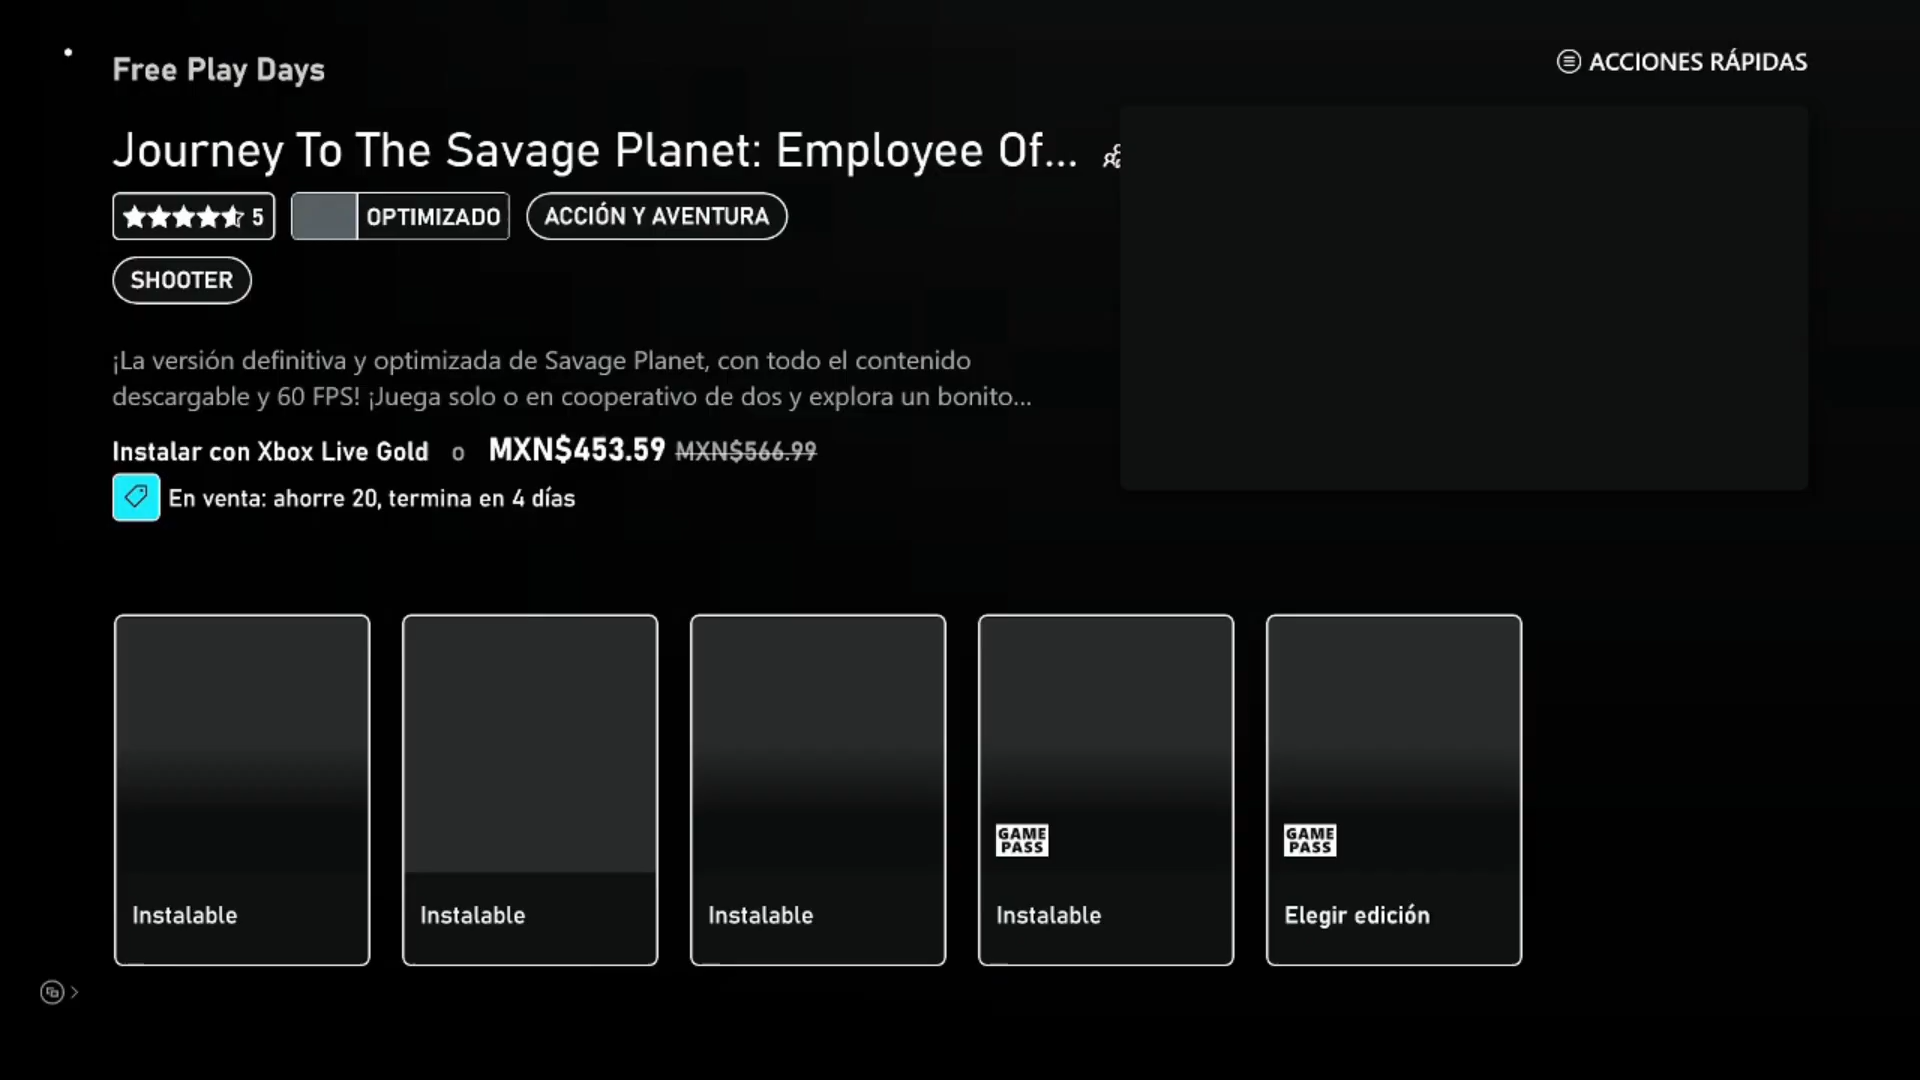 Free Play Days
ACCIONES RÁPIDAS
Journey To The Savage Planet: Employee Of...
5
OPTIMIZADO
ACCIÓN Y AVENTURA
SHOOTER
¡La versión definitiva y optimizada de Savage Planet, con todo el contenido
descargable y 60 FPS! ¡Juega solo o en cooperativo de dos y explora un bonito...
Instalar con Xbox Live Gold o MXN$453.59 MXN$566.99
En venta: ahorre 20, termina en 4 días
GAME
PASS
GAME
PASS
Instalable
Instalable
Instalable
Instalable
Elegir edición